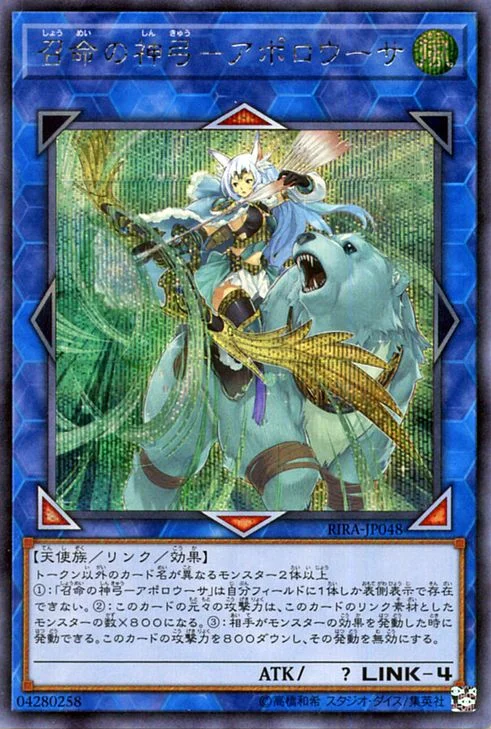 召命の神弓－アポロウーサ
風
RIRA-JP048
【天使族／リンク／効果】
トークン以外のカード名が異なるモンスター2体以上
①：「召命の神弓－アポロウーサ」は自分フィールドに1体しか表側表示で存在
できない。②：このカードの元々の攻撃力は、このカードのリンク素材とした
モンスターの数×800になる。③：相手がモンスターの効果を発動した時に
発動できる。このカードの攻撃力を800ダウンし、その発動を無効にする。
ATK/ ? LINK-4
04280258 ©高橋和希 スタジオ・ダイス/集英社